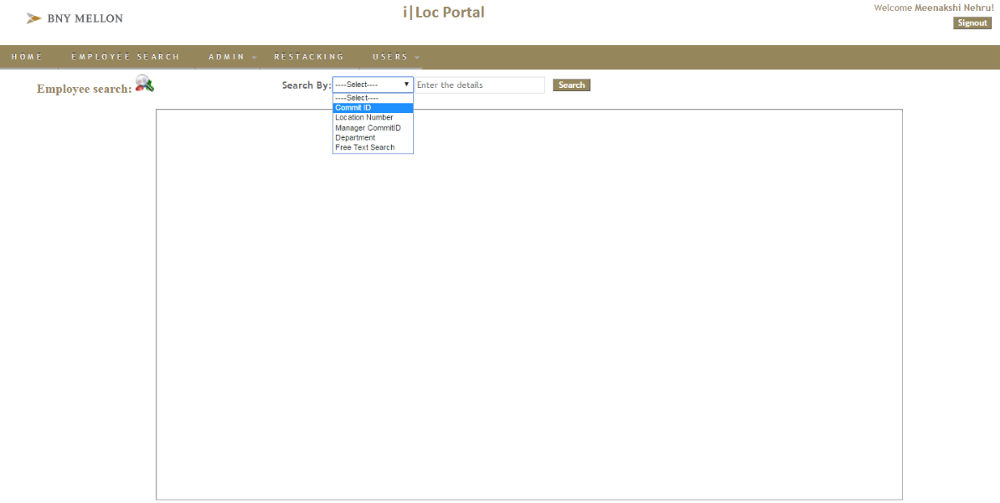 BNY MELLON
i|Loc Portal
Welcome Meenakshi Nehru!
Signout
HOME EMPLOYEE SEARCH ADMIN RESTACKING USERS
Employee search:
Search By: ----Select---- Enter the details Search
----Select----
Commit ID
Location Number
Manager CommitID
Department
Free Text Search